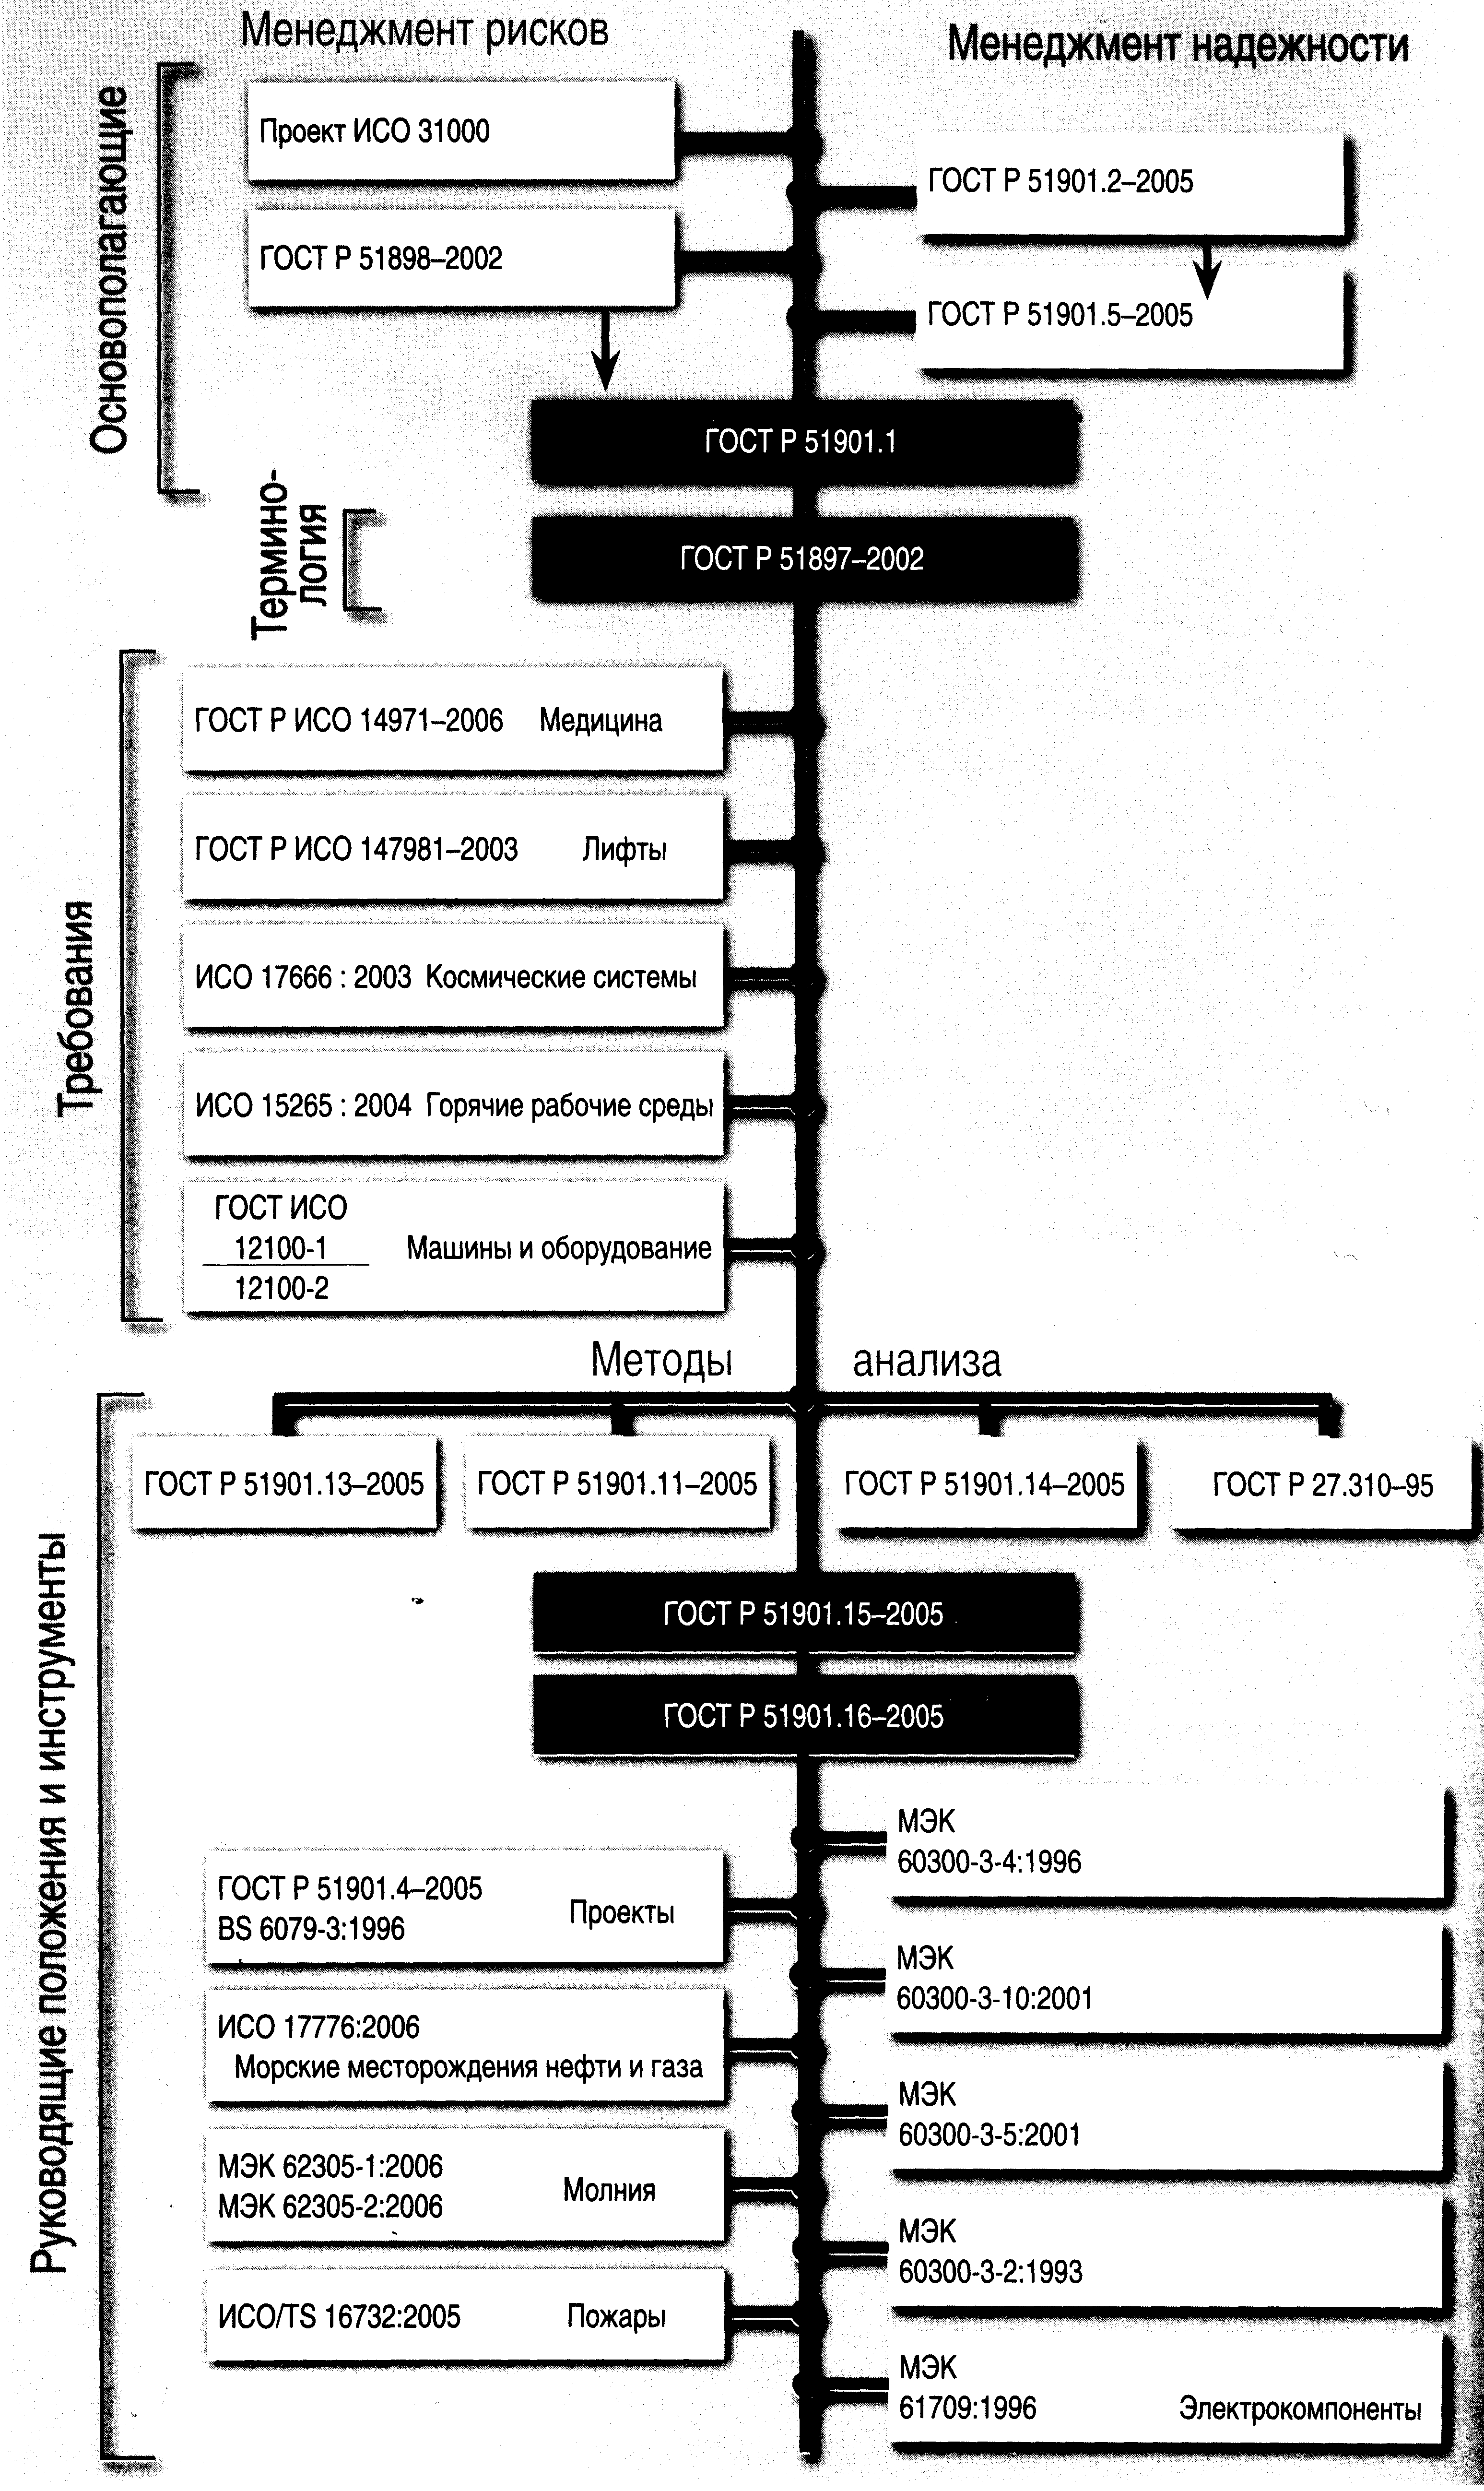 Менеджмент рисков
Менеджмент надежности
Основополагающие
Проект ИСО 31000
ГОСТ Р 51901.2–2005
ГОСТ Р 51898–2002
ГОСТ Р 51901.5–2005
ГОСТ Р 51901.1
Термино-
логия
ГОСТ Р 51897–2002
Требования
ГОСТ Р ИСО 14971–2006 Медицина
ГОСТ Р ИСО 147981–2003 Лифты
ИСО 17666 : 2003 Космические системы
ИСО 15265 : 2004 Горячие рабочие среды
ГОСТ ИСО
12100-1
12100-2
Машины и оборудование
Методы анализа
Руководящие положения и инструменты
ГОСТ Р 51901.13–2005
ГОСТ Р 51901.11–2005
ГОСТ Р 51901.14–2005
ГОСТ Р 27.310–95
ГОСТ Р 51901.15–2005
ГОСТ Р 51901.16–2005
ГОСТ Р 51901.4–2005
BS 6079-3:1996
Проекты
ИСО 17776:2006
Морские месторождения нефти и газа
МЭК 62305-1:2006
МЭК 62305-2:2006
Молния
ИСО/TS 16732:2005 Пожары
МЭК
60300-3-4:1996
МЭК
60300-3-10:2001
МЭК
60300-3-5:2001
МЭК
60300-3-2:1993
МЭК
61709:1996 Электрокомпоненты